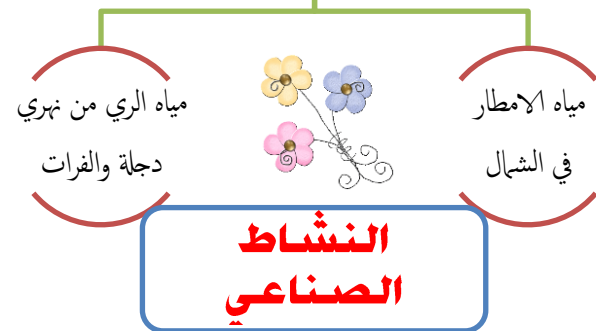 مياه الامطار
في الشمال
مياه الري من نهري
دجلة والفرات
النشاط
الصناعي